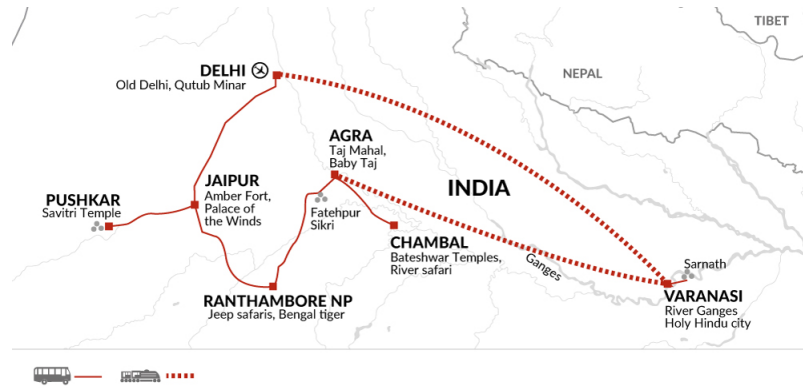 TIBET
NEPAL
DELHI
Old Delhi, Qutub Minar
AGRA
Taj Mahal,
Baby Taj
INDIA
PUSHKAR
Savitri Temple
JAIPUR
Amber Fort,
Palace of
the Winds
Fatehpur
Sikri
CHAMBAL
Bateshwar Temples,
River safari
Ganges
Sarnath
RANTHAMBORE NP
Jeep safaris, Bengal tiger
VARANASI
River Ganges
Holy Hindu city